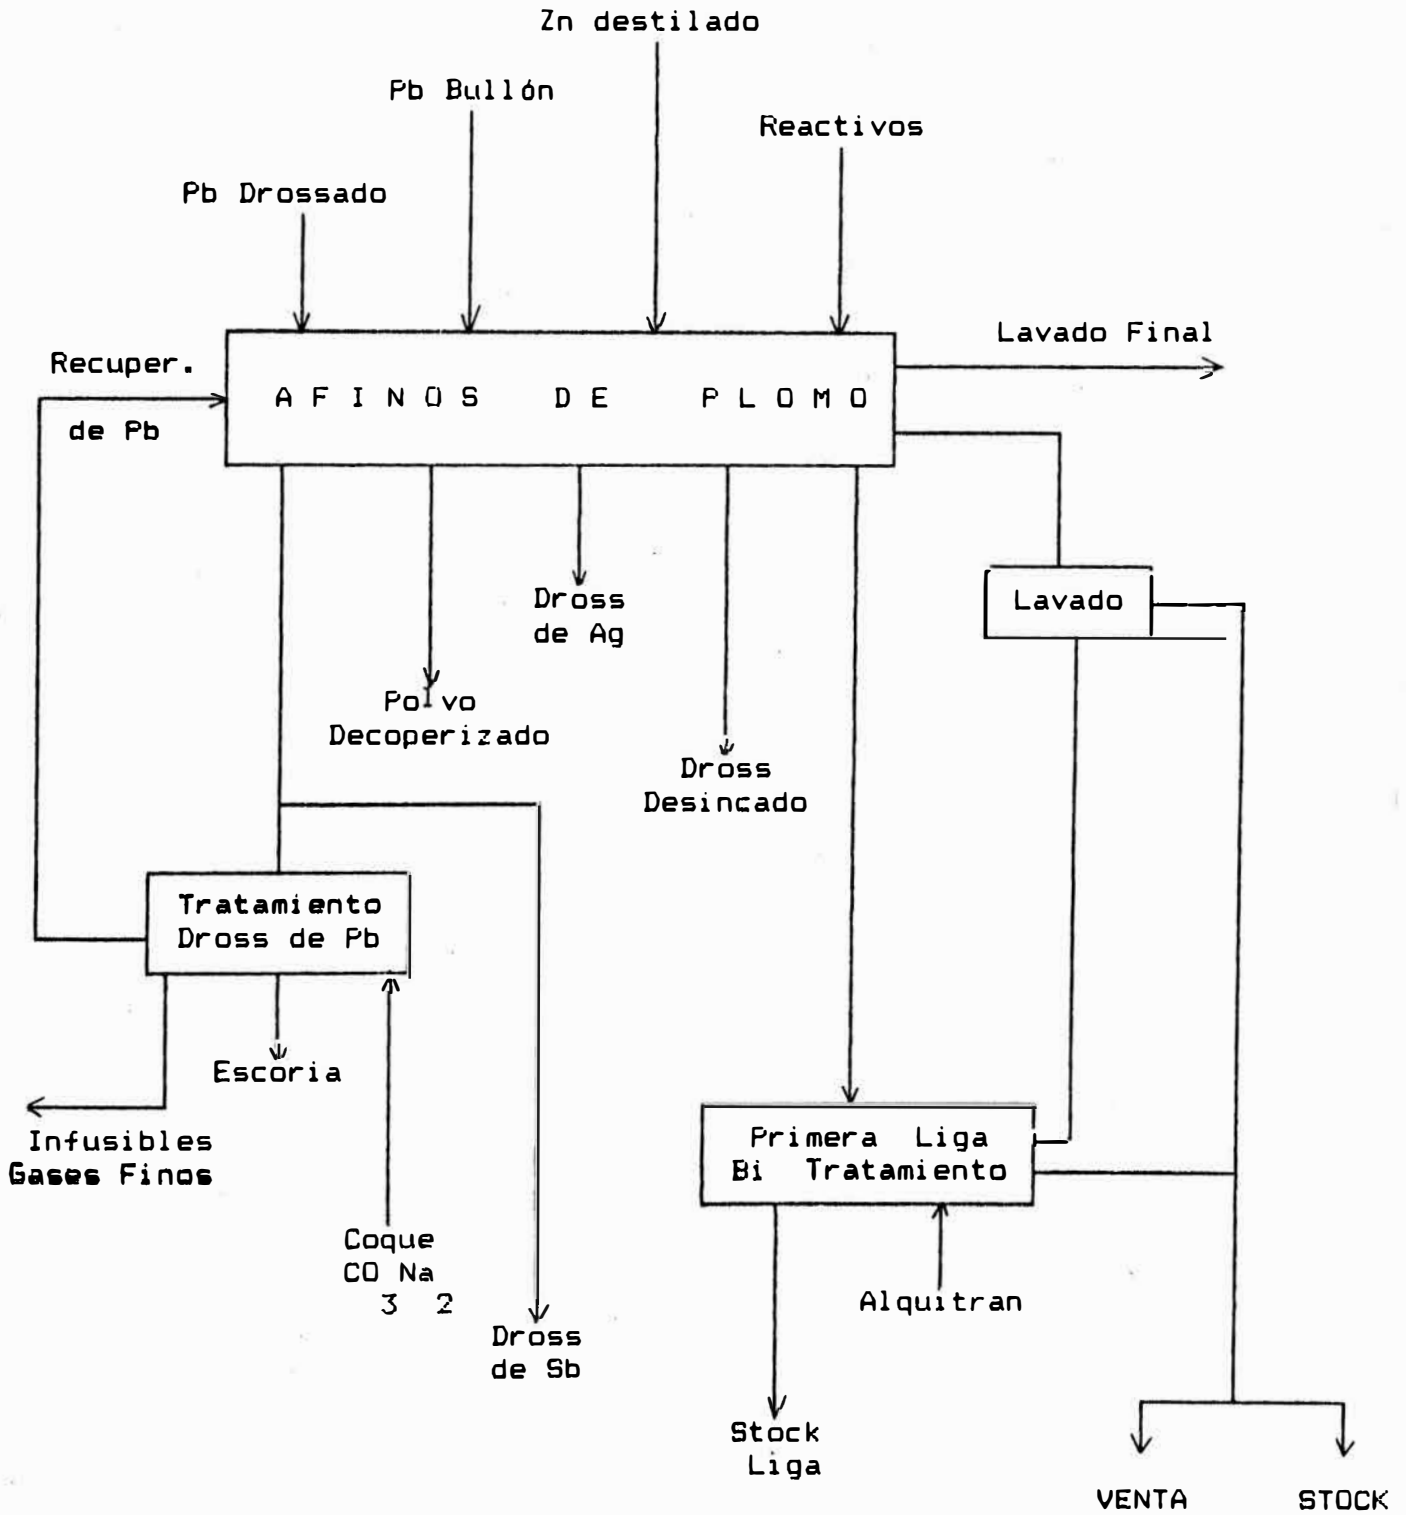 Zn destilado
Pb Bullón
Reactivos
Pb Drossado
Lavado Final
Recuper.
de Pb
A F I N O S   D E   P L O M O
Lavado
Dross
de Ag
Polvo
Decoperizado
Dross
Desincado
Tratamiento
Dross de Pb
Escoria
Infusibles
Gases Finos
Primera Liga
Bi Tratamiento
Coque
CO Na
3 2
Alquitran
Dross
de Sb
Stock
Liga
VENTA
STOCK